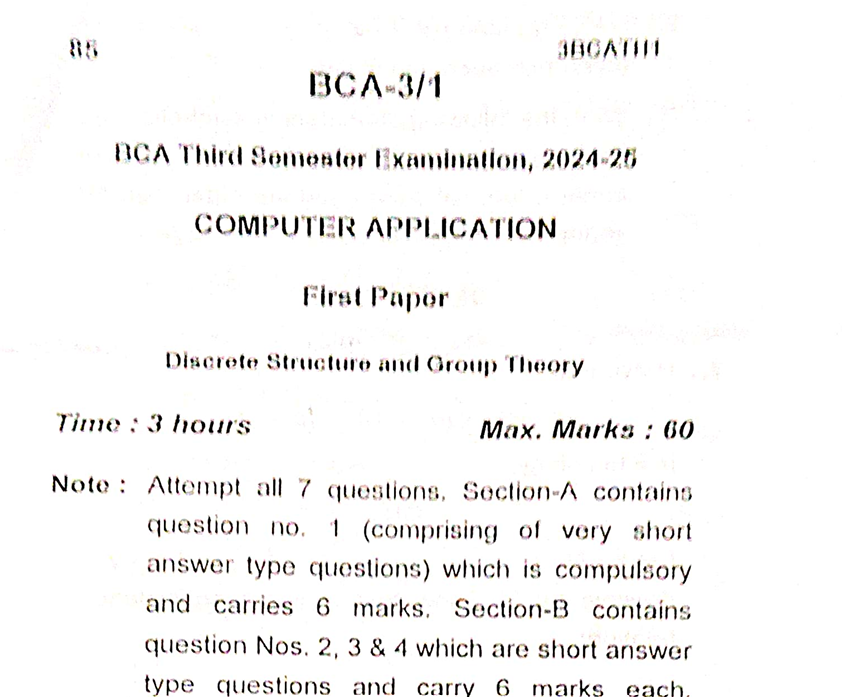 85 3BCATH1
BCA-3/1
BCA Third Semester Examination, 2024-25
COMPUTER APPLICATION
First Paper
Discrete Structure and Group Theory
Time : 3 hours Max. Marks : 60
Note : Attempt all 7 questions. Section-A contains
question no. 1 (comprising of very short
answer type questions) which is compulsory
and carries 6 marks. Section-B contains
question Nos. 2, 3 & 4 which are short answer
type questions and carry 6 marks each.